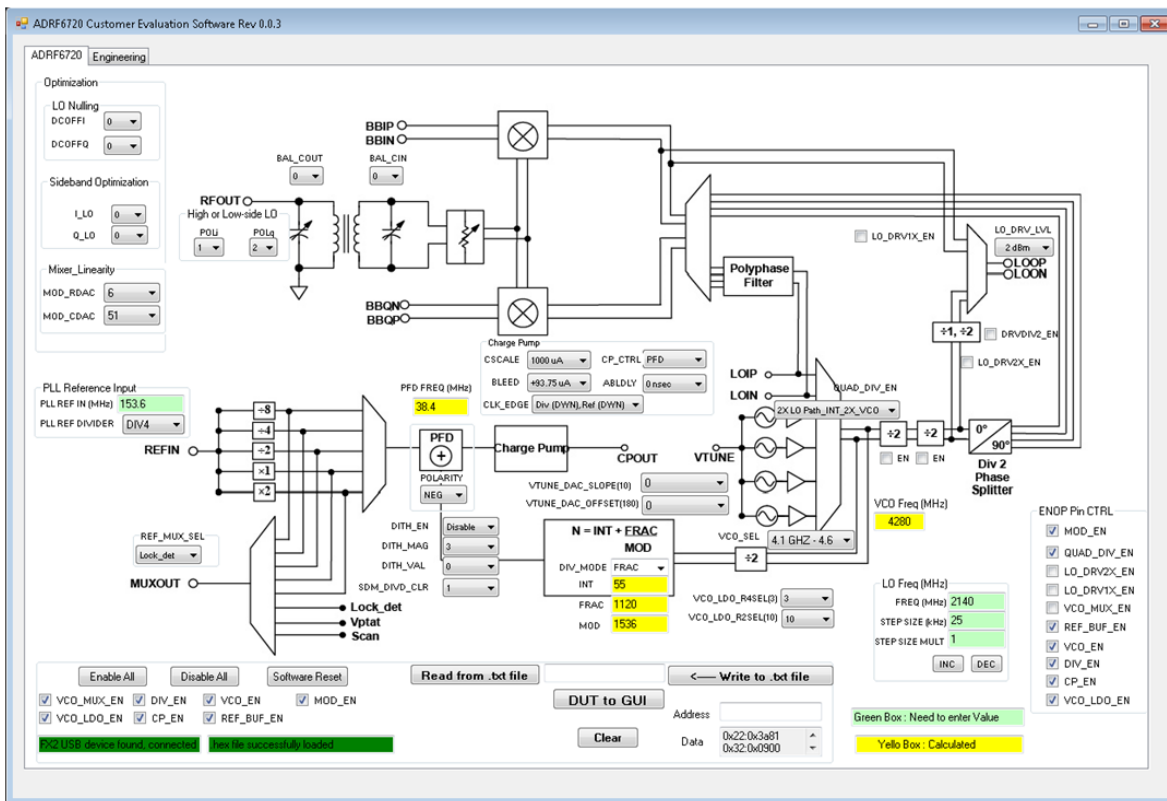 ADRF6720 Customer Evaluation Software Rev 0.0.3
ADRF6720 Engineering
Optimization
LO Nulling
DCOFFI 0
DCOFFQ 0
Sideband Optimization
I_LO 0
Q_LO 0
Mixer_Linearity
MOD_RDAC 6
MOD_CDAC 51
BAL_COUT
0
BAL_CIN
0
RFOUT
High or Low-side LO
POLi POLq
1 2
BBIP
BBIN
BBQN
BBQP
Polyphase
Filter
LO_DRV1X_EN
LO_DRV_LVL
2 dBm
LOOP
LOON
÷1, ÷2
DRVDIV2_EN
LO_DRV2X_EN
Charge Pump
CSCALE 1000 uA CP_CTRL PFD
BLEED +93.75 uA ABLDLY 0 nsec
CLK_EDGE Div (DWN),Ref (DWN)
LOIP
LOIN
QUAD_DIV_EN
2X LO Path_INT_2X_VCO
PLL Reference Input
PLL REF IN (MHz) 153.6
PLL REF DIVIDER DIV4
PFD FREQ (MHz)
38.4
REFIN
÷8
÷4
÷2
×1
×2
PFD
+
POLARITY
NEG
Charge Pump
CPOUT
VTUNE
÷2 ÷2
EN EN
0°
90°
Div 2
Phase
Splitter
VTUNE_DAC_SLOPE(10) 0
VTUNE_DAC_OFFSET(180) 0
VCO Freq (MHz)
4280
VCO_SEL 4.1 GHZ - 4.6
÷2
REF_MUX_SEL
Lock_det
MUXOUT
Lock_det
Vptat
Scan
DITH_EN Disable
DITH_MAG 3
DITH_VAL 0
SDM_DIVD_CLR 1
N = INT + FRAC
MOD
DIV_MODE FRAC
INT 55
FRAC 1120
MOD 1536
VCO_LDO_R4SEL(3) 3
VCO_LDO_R2SEL(10) 10
LO Freq (MHz)
FREQ (MHz) 2140
STEP SIZE (kHz) 25
STEP SIZE MULT 1
INC DEC
ENOP Pin CTRL
MOD_EN
QUAD_DIV_EN
LO_DRV2X_EN
LO_DRV1X_EN
VCO_MUX_EN
REF_BUF_EN
VCO_EN
DIV_EN
CP_EN
VCO_LDO_EN
Enable All Disable All Software Reset
VCO_MUX_EN DIV_EN VCO_EN MOD_EN
VCO_LDO_EN CP_EN REF_BUF_EN
FX2 USB device found, connected .hex file successfully loaded
Read from .txt file <---- Write to .txt file
DUT to GUI
Clear
Address
Data 0x22:0x3a81
0x32:0x0900
Green Box : Need to enter Value
Yello Box : Calculated